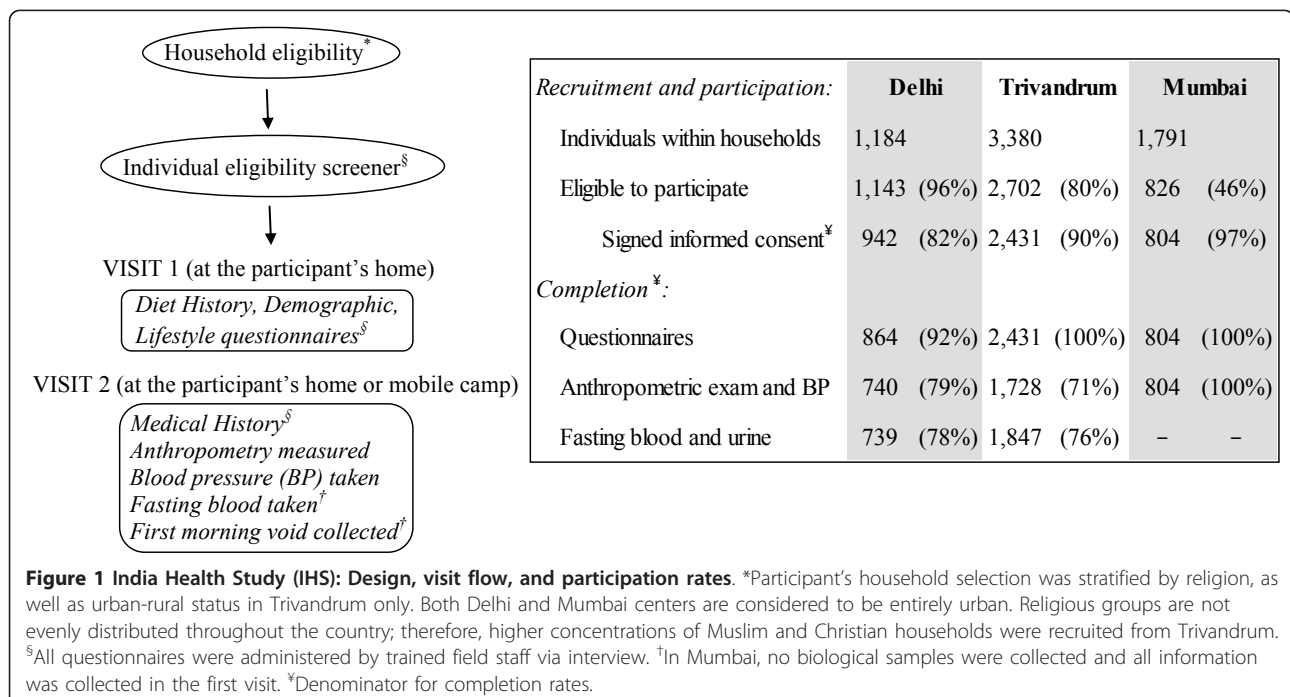 Household eligibility*
Individual eligibility screener§
VISIT 1 (at the participant's home)
Diet History, Demographic,
Lifestyle questionnaires§
VISIT 2 (at the participant's home or mobile camp)
Medical History§
Anthropometry measured
Blood pressure (BP) taken
Fasting blood taken†
First morning void collected†
Recruitment and participation: Delhi Trivandrum Mumbai
Individuals within households 1,184 3,380 1,791
Eligible to participate 1,143 (96%) 2,702 (80%) 826 (46%)
Signed informed consent¥ 942 (82%) 2,431 (90%) 804 (97%)
Completion¥:
Questionnaires 864 (92%) 2,431 (100%) 804 (100%)
Anthropometric exam and BP 740 (79%) 1,728 (71%) 804 (100%)
Fasting blood and urine 739 (78%) 1,847 (76%) – –
Figure 1 India Health Study (IHS): Design, visit flow, and participation rates. *Participant's household selection was stratified by religion, as
well as urban-rural status in Trivandrum only. Both Delhi and Mumbai centers are considered to be entirely urban. Religious groups are not
evenly distributed throughout the country; therefore, higher concentrations of Muslim and Christian households were recruited from Trivandrum.
§All questionnaires were administered by trained field staff via interview. †In Mumbai, no biological samples were collected and all information
was collected in the first visit. ¥Denominator for completion rates.